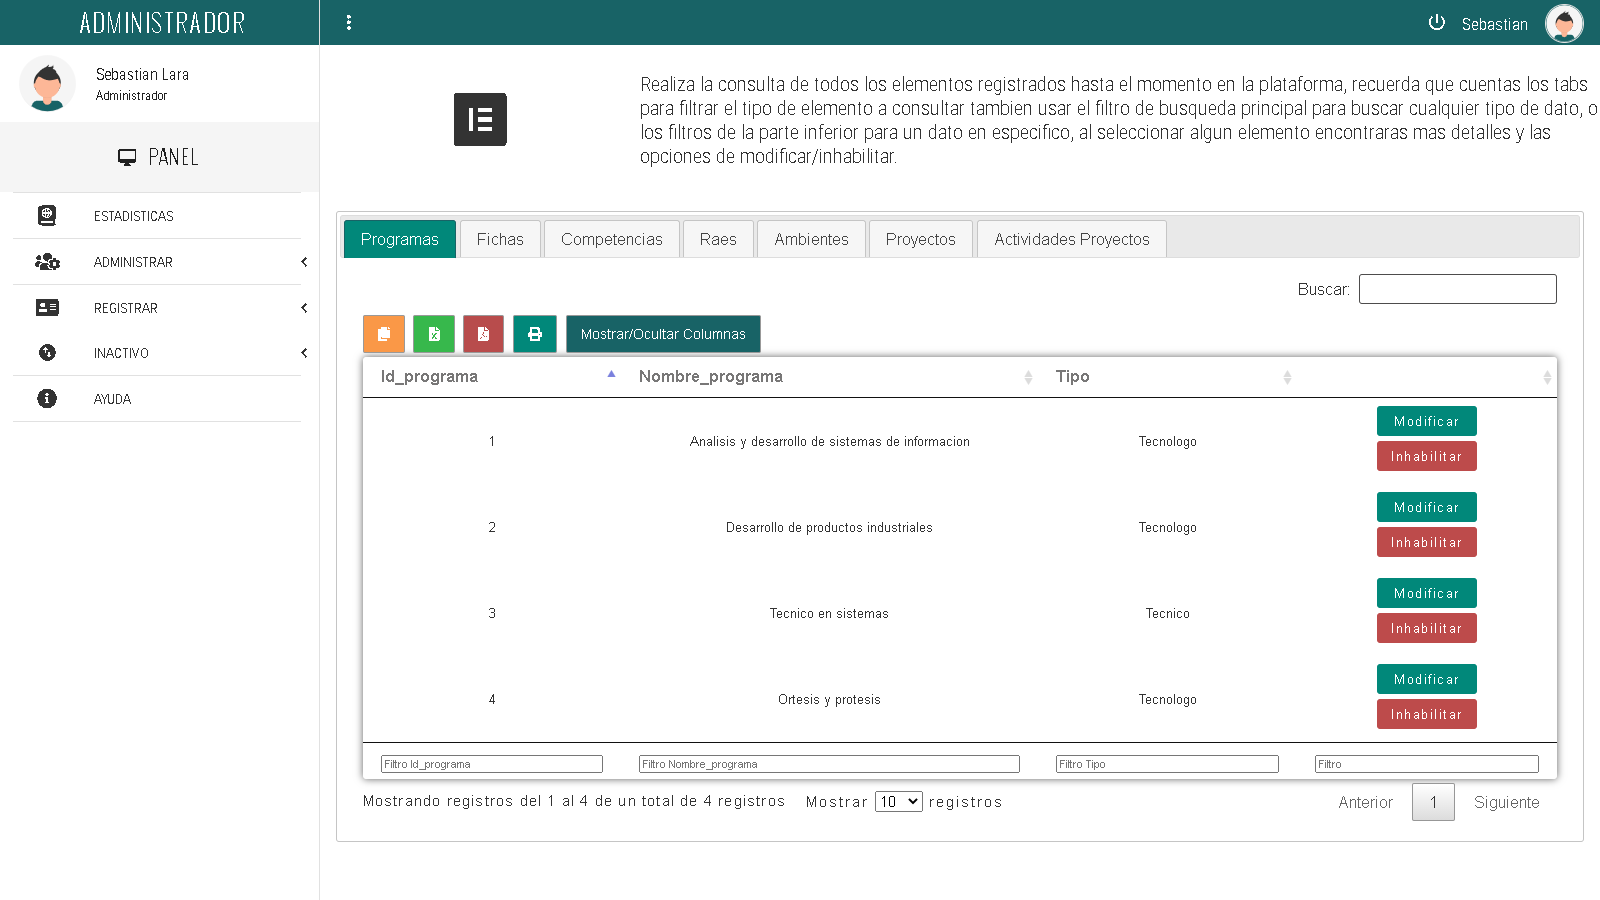 ADMINISTRADOR
Sebastian
Sebastian Lara
Administrador
PANEL
ESTADISTICAS
ADMINISTRAR
REGISTRAR
INACTIVO
AYUDA
Realiza la consulta de todos los elementos registrados hasta el momento en la plataforma, recuerda que cuentas los tabs
para filtrar el tipo de elemento a consultar tambien usar el filtro de busqueda principal para buscar cualquier tipo de dato, o
los filtros de la parte inferior para un dato en especifico, al seleccionar algun elemento encontraras mas detalles y las
opciones de modificar/inhabilitar.
Programas Fichas Competencias Raes Ambientes Proyectos Actividades Proyectos
Buscar:
Mostrar/Ocultar Columnas
Id_programa Nombre_programa Tipo
1 Analisis y desarrollo de sistemas de informacion Tecnologo
Modificar
Inhabilitar
2 Desarrollo de productos industriales Tecnologo
Modificar
Inhabilitar
3 Tecnico en sistemas Tecnico
Modificar
Inhabilitar
4 Ortesis y protesis Tecnologo
Modificar
Inhabilitar
Filtro Id_programa Filtro Nombre_programa Filtro Tipo Filtro
Mostrando registros del 1 al 4 de un total de 4 registros Mostrar 10 registros Anterior 1 Siguiente